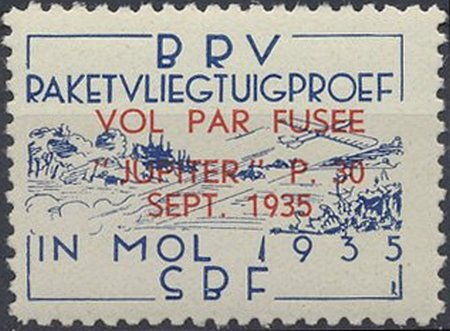 BRV
RAKETVLIEGTUIGPROEF
VOL PAR FUSEE
"JUPITER" P. 30
SEPT. 1935
IN MOL 1935
SBF